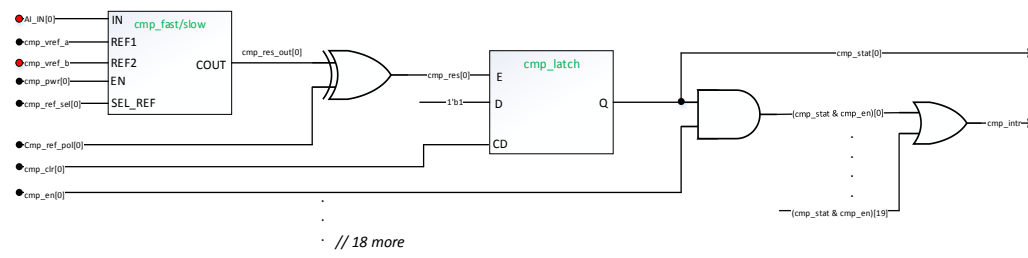 AI_IN[0]
cmp_vref_a
cmp_vref_b
cmp_pwr[0]
cmp_ref_sel[0]
IN
REF1
REF2
EN
SEL_REF
cmp_fast/slow
COUT
cmp_res_out[0]
Cmp_ref_pol[0]
cmp_clr[0]
cmp_en[0]
cmp_res[0]
1'b1
cmp_latch
E
D
CD
Q
cmp_stat[0]
(cmp_stat & cmp_en)[0]
(cmp_stat & cmp_en)[19]
cmp_intr
// 18 more